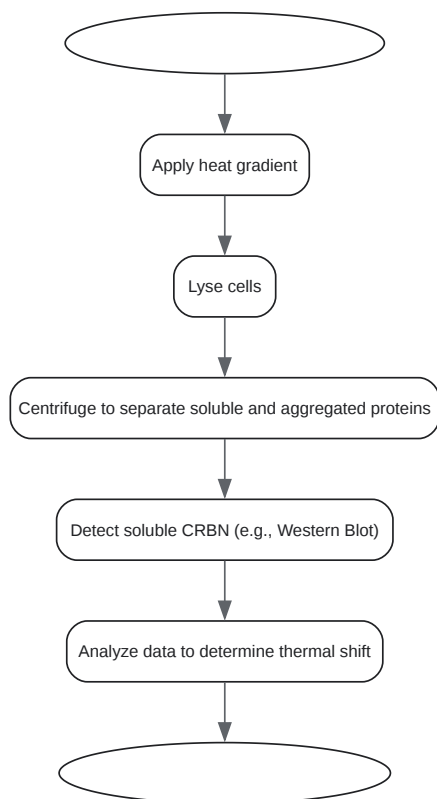 Apply heat gradient
Lyse cells
Centrifuge to separate soluble and aggregated proteins
Detect soluble CRBN (e.g., Western Blot)
Analyze data to determine thermal shift